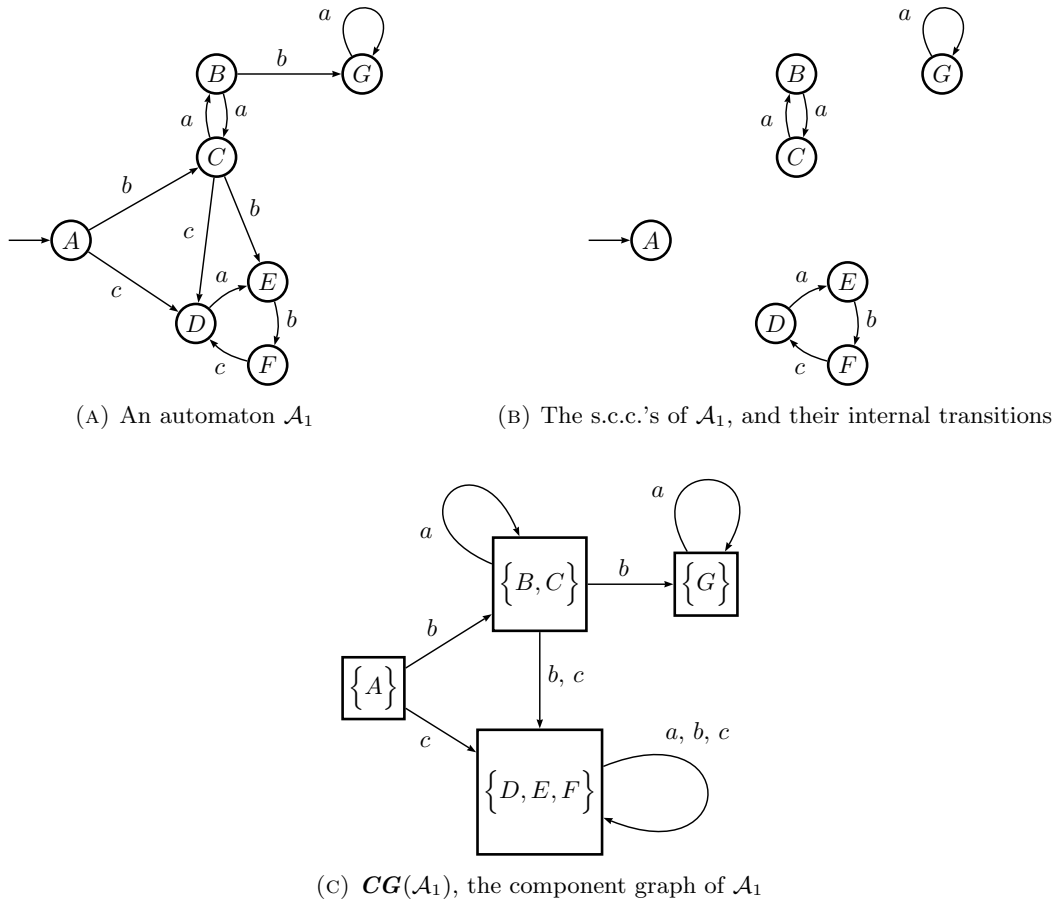 a
a
B
b
G
B
G
a
a
a
a
C
C
b
b
A
c
A
c
a
E
a
E
D
b
D
b
c
F
c
F
(A) An automaton 𝒜₁
(B) The s.c.c.'s of 𝒜₁, and their internal transitions
a
a
{B, C}
b
{G}
b
{A}
b, c
c
a, b, c
{D, E, F}
(C) CG(𝒜₁), the component graph of 𝒜₁